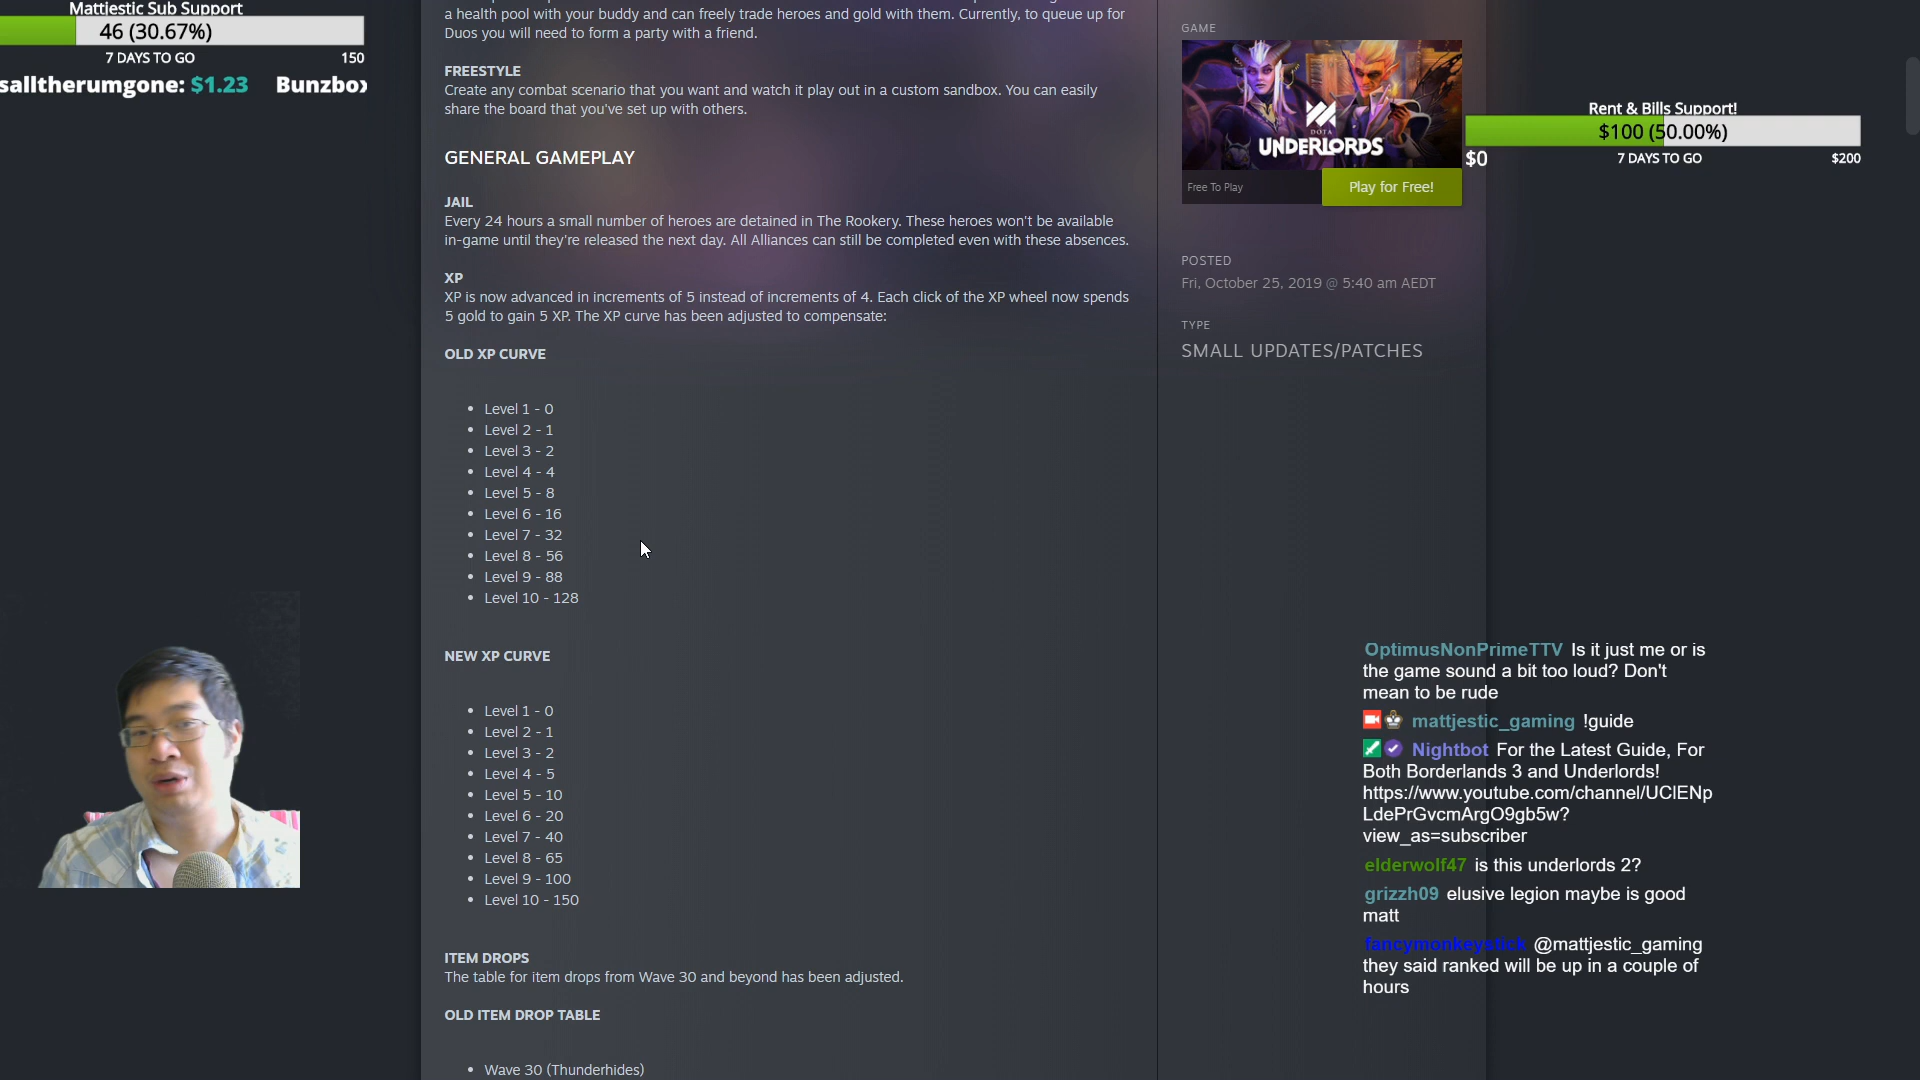 Mattjestic Sub Support
46 (30.67%)
7 DAYS TO GO
150
salltherumgone: $1.23 Bunzbox
a health pool with your buddy and can freely trade heroes and gold with them. Currently, to queue up for
Duos you will need to form a party with a friend.
FREESTYLE
Create any combat scenario that you want and watch it play out in a custom sandbox. You can easily
share the board that you've set up with others.
GENERAL GAMEPLAY
JAIL
Every 24 hours a small number of heroes are detained in The Rookery. These heroes won't be available
in-game until they're released the next day. All Alliances can still be completed even with these absences.
XP
XP is now advanced in increments of 5 instead of increments of 4. Each click of the XP wheel now spends
5 gold to gain 5 XP. The XP curve has been adjusted to compensate:
OLD XP CURVE
• Level 1 - 0
• Level 2 - 1
• Level 3 - 2
• Level 4 - 4
• Level 5 - 8
• Level 6 - 16
• Level 7 - 32
• Level 8 - 56
• Level 9 - 88
• Level 10 - 128
NEW XP CURVE
• Level 1 - 0
• Level 2 - 1
• Level 3 - 2
• Level 4 - 5
• Level 5 - 10
• Level 6 - 20
• Level 7 - 40
• Level 8 - 65
• Level 9 - 100
• Level 10 - 150
ITEM DROPS
The table for item drops from Wave 30 and beyond has been adjusted.
OLD ITEM DROP TABLE
• Wave 30 (Thunderhides)
GAME
DOTA
UNDERLORDS
Free To Play
Play for Free!
POSTED
Fri, October 25, 2019 @ 5:40 am AEDT
TYPE
SMALL UPDATES/PATCHES
Rent & Bills Support!
$100 (50.00%)
$0
7 DAYS TO GO
$200
OptimusNonPrimeTTV Is it just me or is
the game sound a bit too loud? Don't
mean to be rude
mattjestic_gaming !guide
Nightbot For the Latest Guide, For
Both Borderlands 3 and Underlords!
https://www.youtube.com/channel/UCIENp
LdePrGvcmArgO9gb5w?
view_as=subscriber
elderwolf47 is this underlords 2?
grizzh09 elusive legion maybe is good
matt
fancymonkeystick @mattjestic_gaming
they said ranked will be up in a couple of
hours